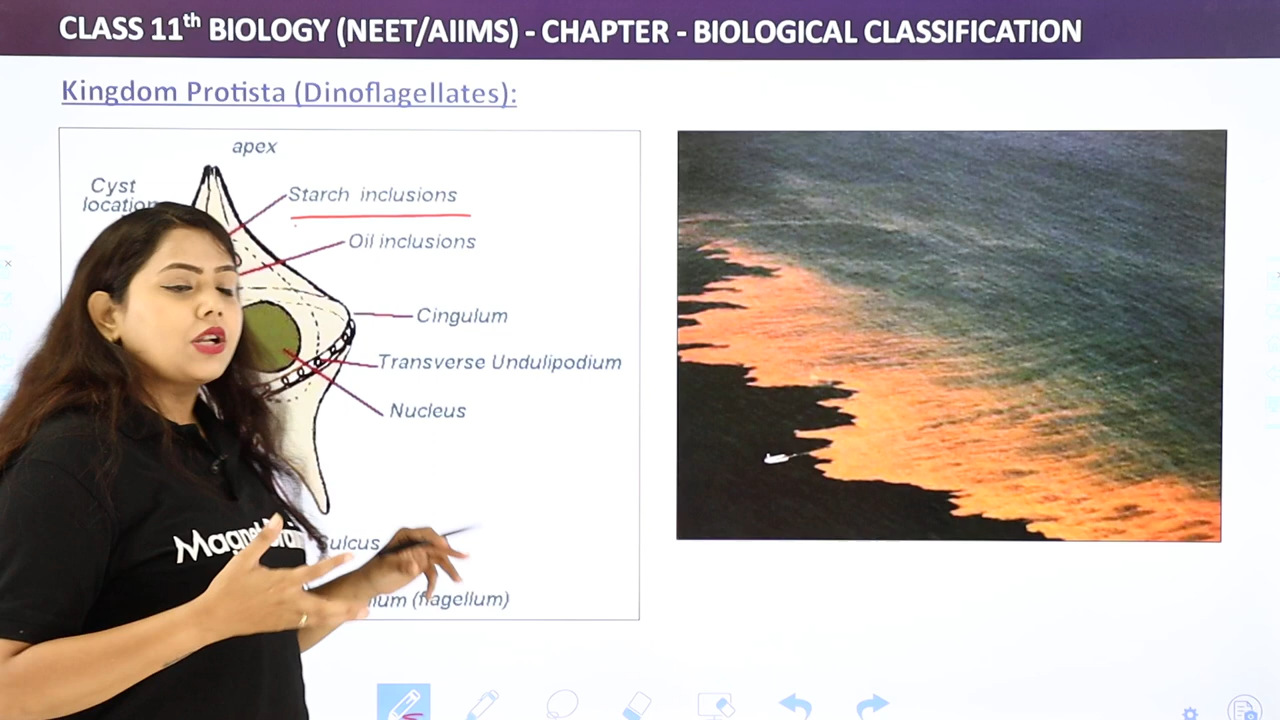 CLASS 11th BIOLOGY (NEET/AIIMS) - CHAPTER - BIOLOGICAL CLASSIFICATION
Kingdom Protista (Dinoflagellates):
apex
Cyst
Starch inclusions
Oil inclusions
Cingulum
Transverse Undulipodium
Nucleus
Sulcus
(flagellum)